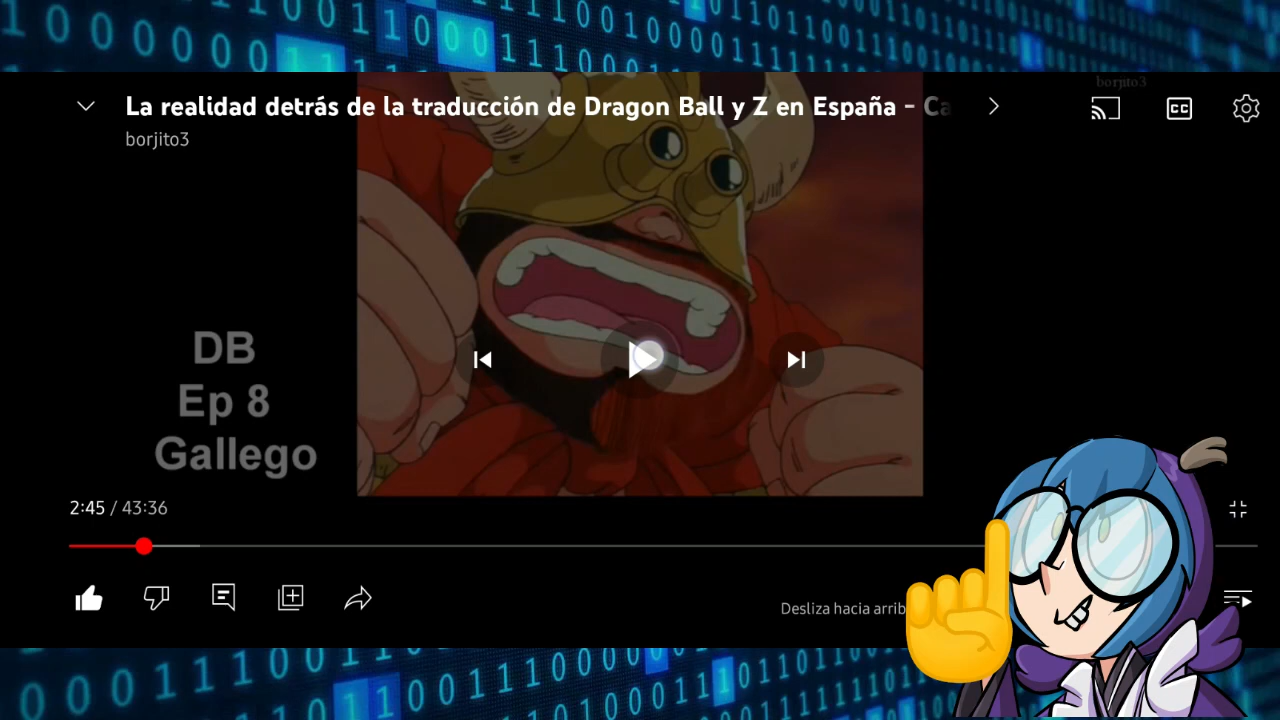 borjito3
La realidad detrás de la traducción de Dragon Ball y Z en España - Ca
CC
borjito3
DB
Ep 8
Gallego
2:45 / 43:36
Desliza hacia arrib